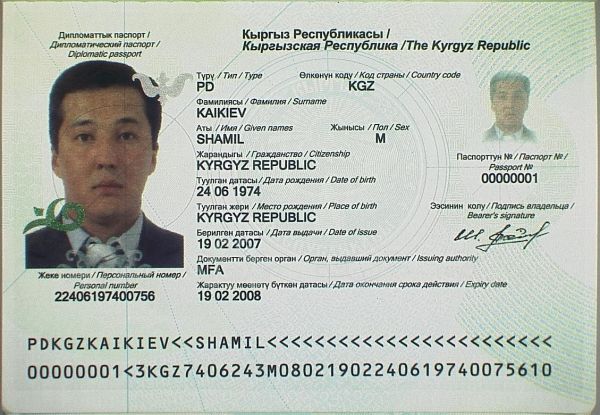 Дипломаттык паспорт /
Дипломатический паспорт /
Diplomatic passport
Кыргыз Республикасы /
Кыргызская Республика /The Kyrgyz Republic
Түрү / Тип / Type
Өлкөнүн коду / Код страны / Country code
PD
KGZ
Фамилиясы / Фамилия / Surname
KAIKIEV
Аты / Имя / Given names
Жынысы / Пол / Sex
SHAMIL
M
Жарандыгы / Гражданство / Citizenship
KYRGYZ REPUBLIC
Туулган датасы / Дата рождения / Date of birth
24 06 1974
Туулган жери / Место рождения / Place of birth
KYRGYZ REPUBLIC
Берилген датасы / Дата выдачи / Date of issue
19 02 2007
Документти берген орган / Орган, выдавший документ / Issuing authority
MFA
Жарактуу мөөнөтү бүткөн датасы / Дата окончания срока действия / Expiry date
19 02 2008
Паспорттун № / Паспорт № /
Passport №
00000001
Ээсинин колу / Подпись владельца /
Bearer's signature
Жеке номери / Персональный номер /
Personal number
22406197400756
PDKGZKAIKIEV<<SHAMIL<<<<<<<<<<<<<<<<<<<<<<<<
00000001<3KGZ7406243M08021902240619740075610